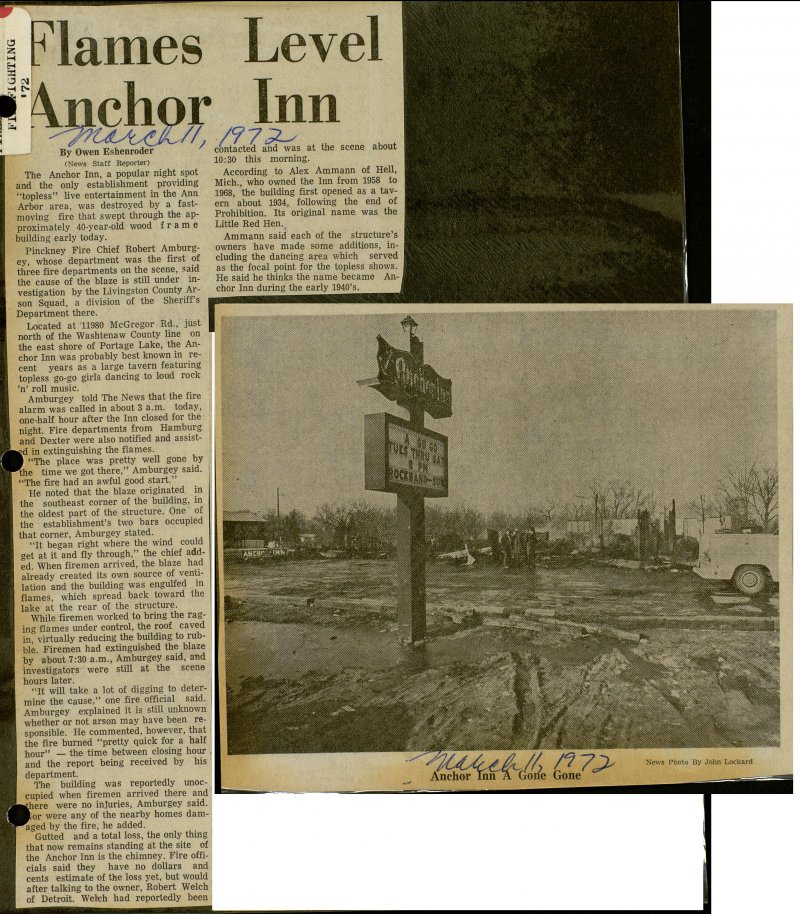 FIGHTING
'72
Flames Level
Anchor Inn
March 11, 1972
By Owen Eshenroder
(News Staff Reporter)
The Anchor Inn, a popular night spot
and the only establishment providing
"topless" live entertainment in the Ann
Arbor area, was destroyed by a fast-
moving fire that swept through the ap-
proximately 40-year-old wood frame
building early today.
Pinckney Fire Chief Robert Amburg-
ey, whose department was the first of
three fire departments on the scene, said
the cause of the blaze is still under in-
vestigation by the Livingston County Ar-
son Squad, a division of the Sheriff's
Department there.
Located at 11980 McGregor Rd., just
north of the Washtenaw County line on
the east shore of Portage Lake, the An-
chor Inn was probably best known in re-
cent years as a large tavern featuring
topless go-go girls dancing to loud rock
'n' roll music.
Amburgey told The News that the fire
alarm was called in about 3 a.m. today,
one-half hour after the Inn closed for the
night. Fire departments from Hamburg
and Dexter were also notified and assist-
ed in extinguishing the flames.
"The place was pretty well gone by
the time we got there," Amburgey said.
"The fire had an awful good start."
He noted that the blaze originated in
the southeast corner of the building, in
the oldest part of the structure. One of
the establishment's two bars occupied
that corner, Amburgey stated.
"It began right where the wind could
get at it and fly through," the chief add-
ed. When firemen arrived, the blaze had
already created its own source of venti-
lation and the building was engulfed in
flames, which spread back toward the
lake at the rear of the structure.
While firemen worked to bring the rag-
ing flames under control, the roof caved
in, virtually reducing the building to rub-
ble. Firemen had extinguished the blaze
by about 7:30 a.m., Amburgey said, and
investigators were still at the scene
hours later.
"It will take a lot of digging to deter-
mine the cause," one fire official said.
Amburgey explained it is still unknown
whether or not arson may have been re-
sponsible. He commented, however, that
the fire burned "pretty quick for a half
hour" — the time between closing hour
and the report being received by his
department.
The building was reportedly unoc-
cupied when firemen arrived there and
there were no injuries, Amburgey said.
Nor were any of the nearby homes dam-
aged by the fire, he added.
Gutted and a total loss, the only thing
that now remains standing at the site of
the Anchor Inn is the chimney. Fire offi-
cials said they have no dollars and
cents estimate of the loss yet, but would
after talking to the owner, Robert Welch
of Detroit. Welch had reportedly been
contacted and was at the scene about
10:30 this morning.
According to Alex Ammann of Hell,
Mich., who owned the Inn from 1958 to
1968, the building first opened as a tav-
ern about 1934, following the end of
Prohibition. Its original name was the
Little Red Hen.
Ammann said each of the structure's
owners have made some additions, in-
cluding the dancing area which served
as the focal point for the topless shows.
He said he thinks the name became An-
chor Inn during the early 1940's.
Anchor Inn
A GO GO
TUES THRU SAT
8 PM
ROCKBAND-SUN
ANCHOR INN
March 11, 1972
News Photo By John Lockard
Anchor Inn A Gone Gone